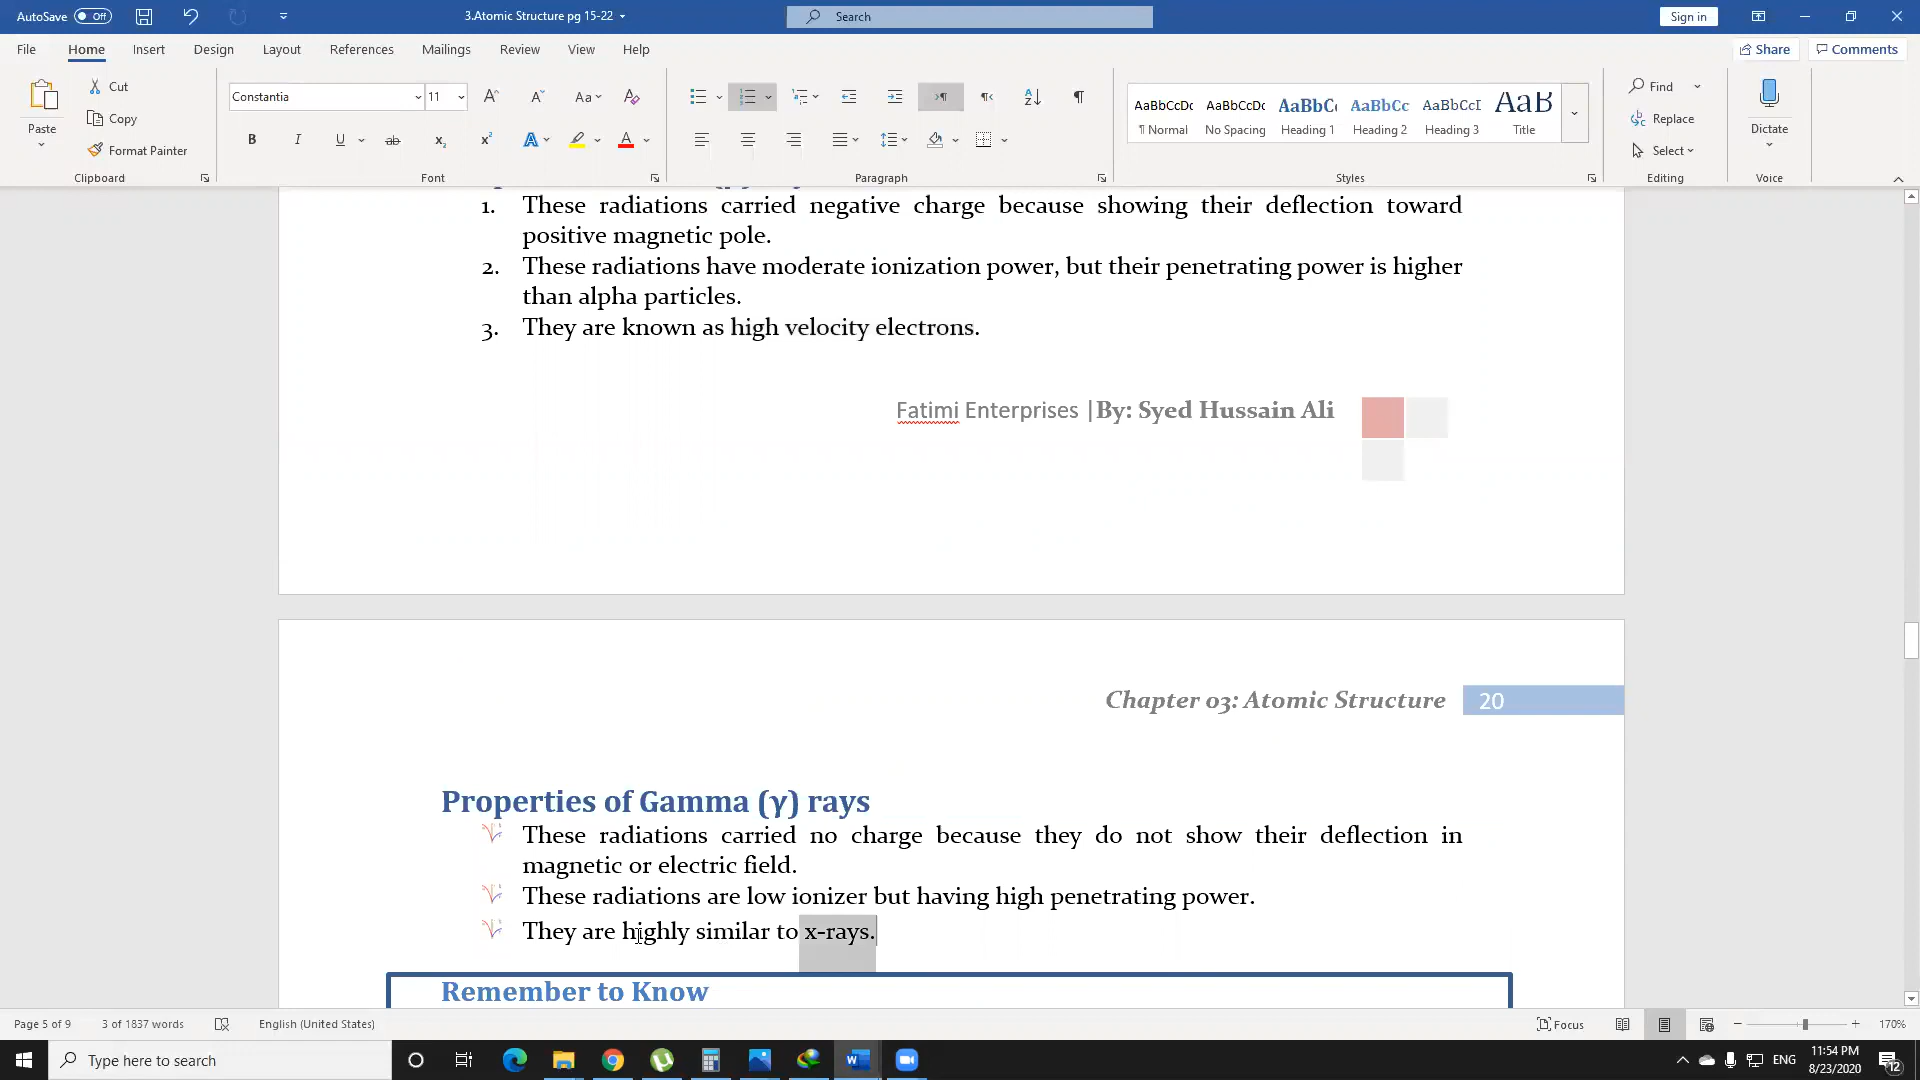 AutoSave Off 3.Atomic Structure pg 15-22 Search Sign in
File Home Insert Design Layout References Mailings Review View Help Share Comments
Paste Cut Copy Format Painter
Constantia 11 Aa
B I U ab x₂ x² A A
AaBbCcDc AaBbCcDc AaBbC AaBbCc AaBbCcI AaB
¶ Normal No Spacing Heading 1 Heading 2 Heading 3 Title
Find Replace Select
Dictate
Clipboard Font Paragraph Styles Editing Voice
1. These radiations carried negative charge because showing their deflection toward
positive magnetic pole.
2. These radiations have moderate ionization power, but their penetrating power is higher
than alpha particles.
3. They are known as high velocity electrons.
Fatimi Enterprises |By: Syed Hussain Ali
Chapter 03: Atomic Structure 20
Properties of Gamma (γ) rays
These radiations carried no charge because they do not show their deflection in
magnetic or electric field.
These radiations are low ionizer but having high penetrating power.
They are highly similar to x-rays.
Remember to Know
Page 5 of 9 3 of 1837 words English (United States) Focus 170%
Type here to search ENG 11:54 PM
8/23/2020 12